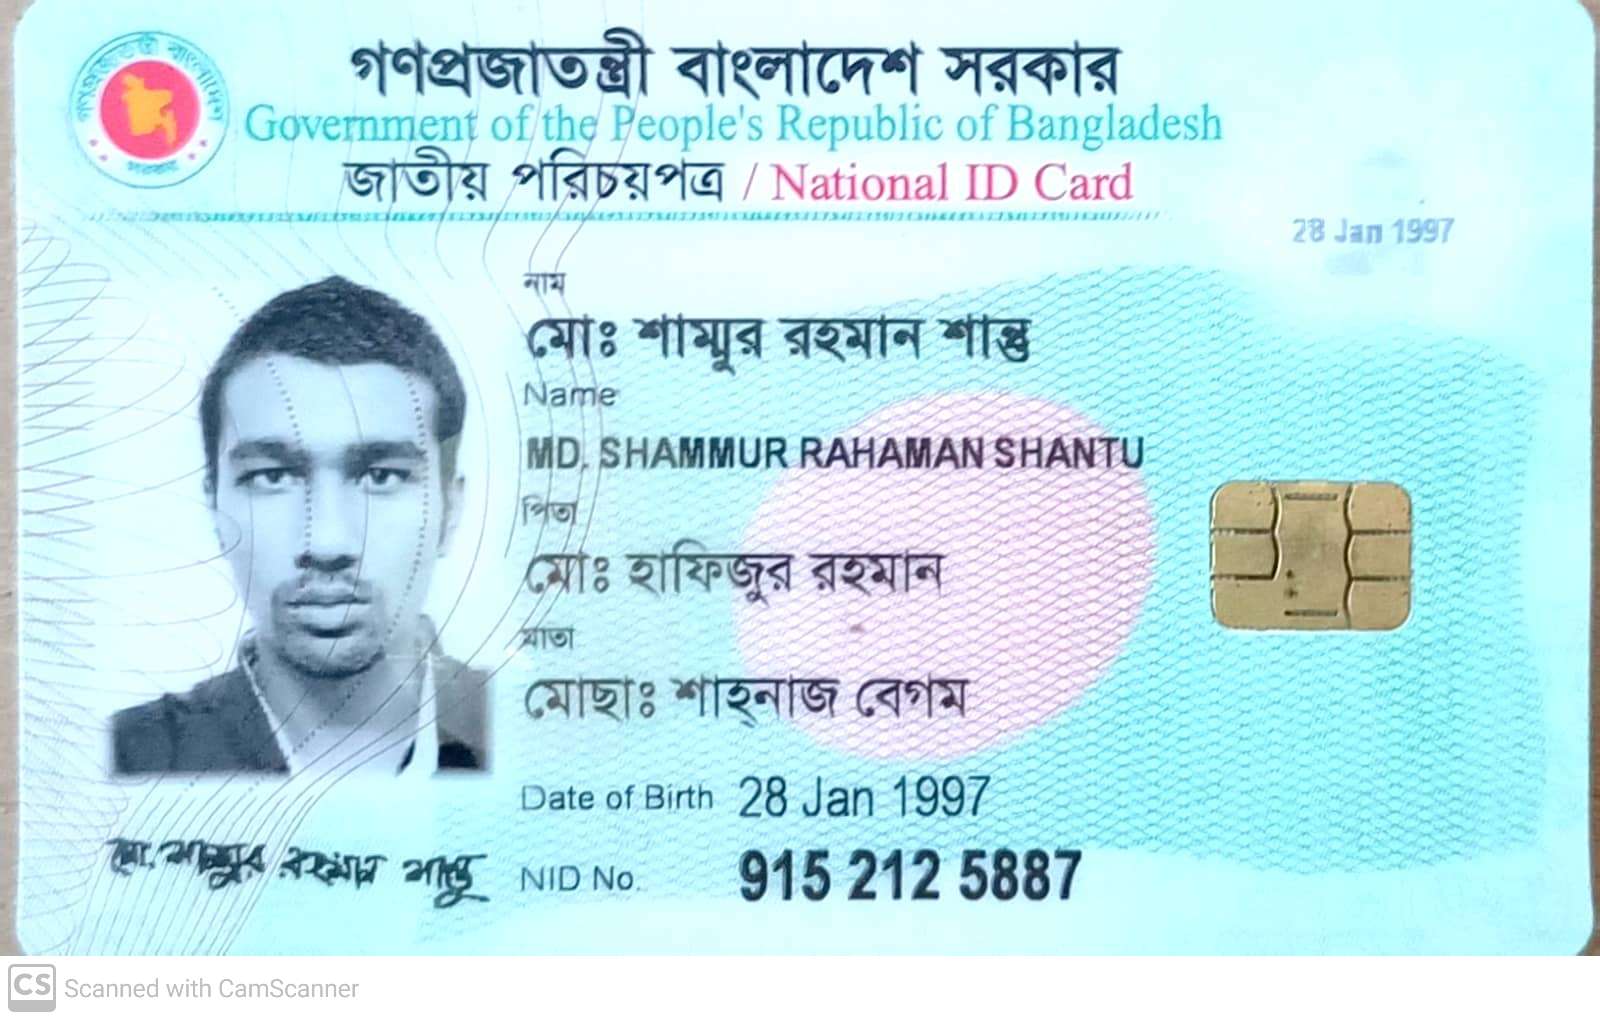 গণপ্রজাতন্ত্রী বাংলাদেশ সরকার
Government of the People's Republic of Bangladesh
জাতীয় পরিচয়পত্র / National ID Card
28 Jan 1997
নাম
মোঃ শাম্মুর রহমান শান্তু
Name
MD. SHAMMUR RAHAMAN SHANTU
পিতা
মোঃ হাফিজুর রহমান
মাতা
মোছাঃ শাহ্‌নাজ বেগম
Date of Birth 28 Jan 1997
মো. শাম্মুর রহমান শান্তু
NID No. 915 212 5887
CS Scanned with CamScanner